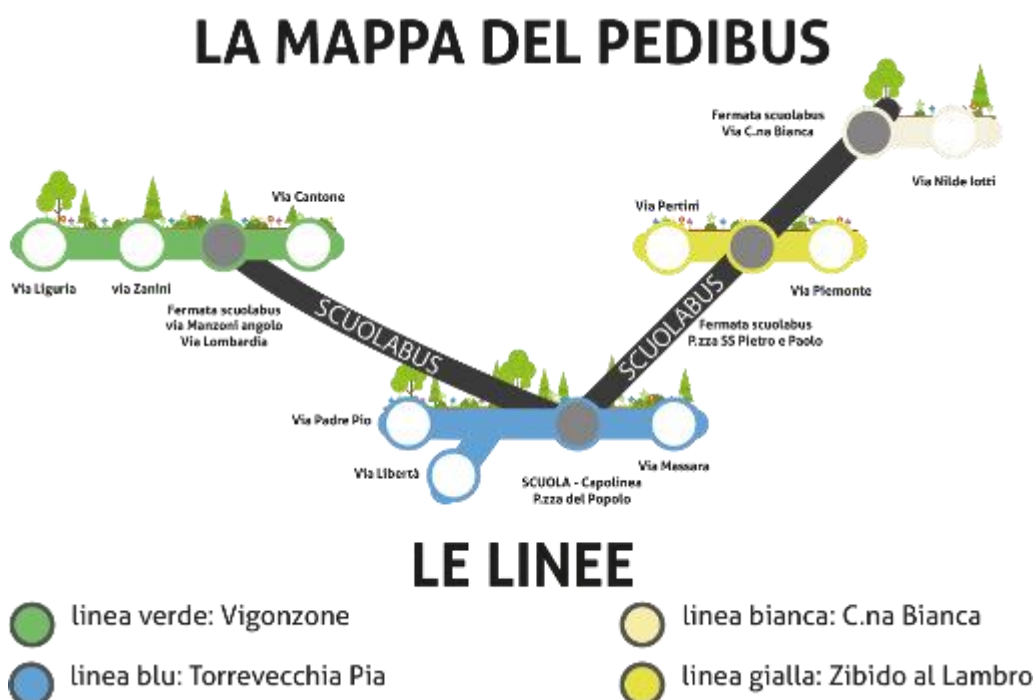 LA MAPPA DEL PEDIBUS
Fermata scuolabus
Via C.na Bianca
Via Nilde Iotti
Via Cantone
Via Pertini
Via Liguria
via Zanini
Via Piemonte
Fermata scuolabus
via Manzoni angolo
Via Lombardia
SCUOLABUS
SCUOLABUS
Fermata scuolabus
P.zza SS Pietro e Paolo
Via Padre Pio
Via Libertà
Via Massara
SCUOLA - Capolinea
P.zza del Popolo
LE LINEE
linea verde: Vigonzone
linea bianca: C.na Bianca
linea blu: Torrevecchia Pia
linea gialla: Zibido al Lambro